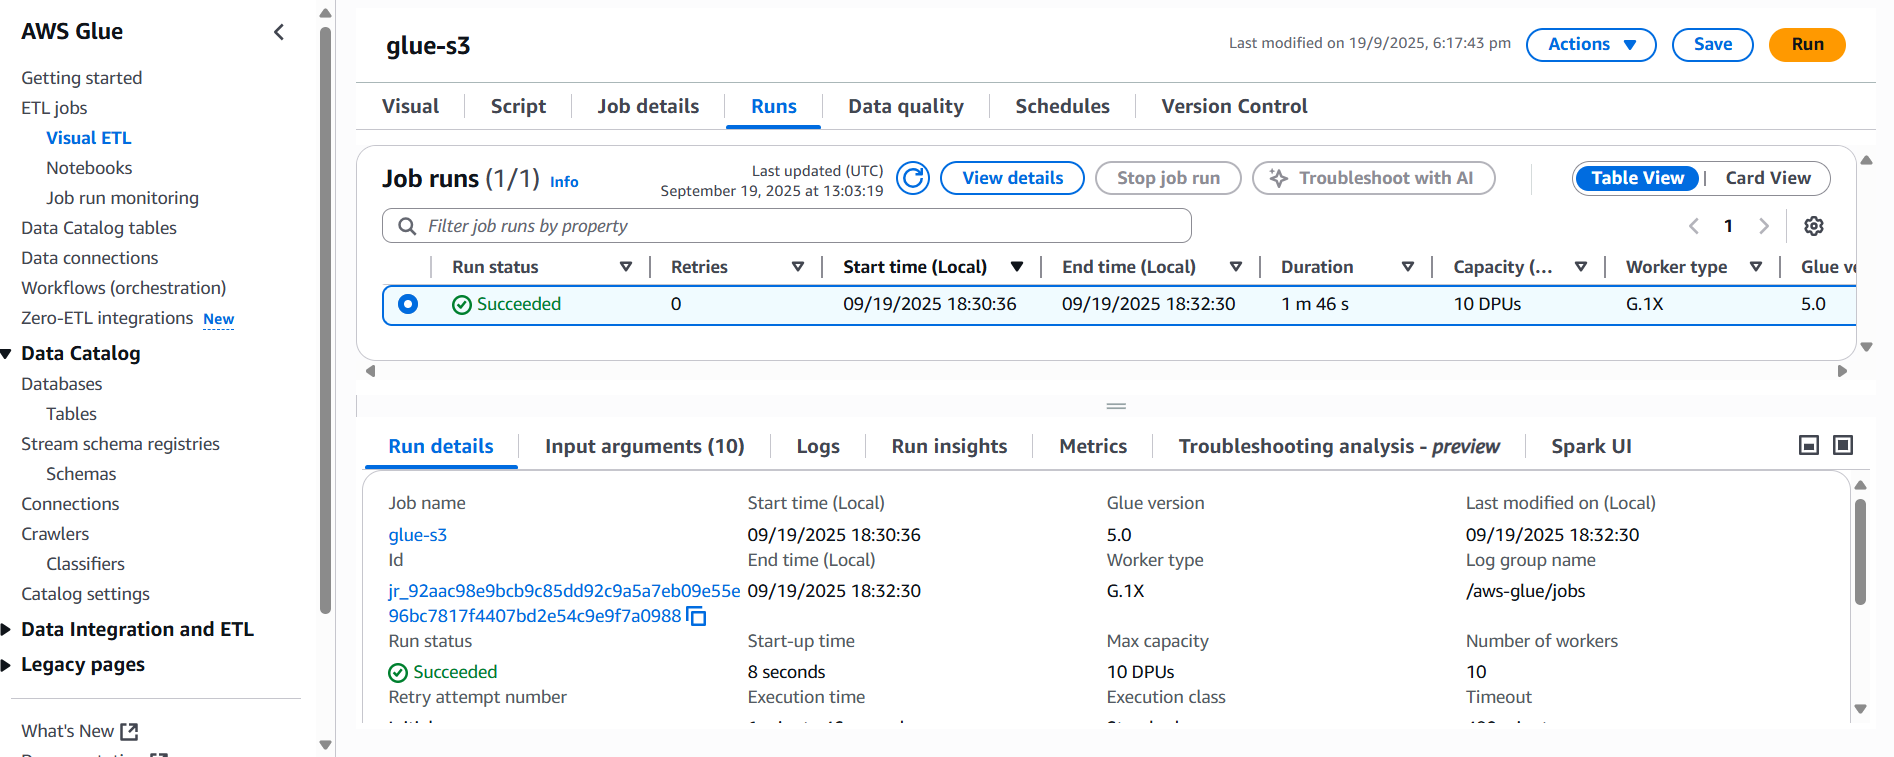 AWS Glue
Getting started
ETL jobs
Visual ETL
Notebooks
Job run monitoring
Data Catalog tables
Data connections
Workflows (orchestration)
Zero-ETL integrations New
Data Catalog
Databases
Tables
Stream schema registries
Schemas
Connections
Crawlers
Classifiers
Catalog settings
Data Integration and ETL
Legacy pages
What's New
glue-s3
Last modified on 19/9/2025, 6:17:43 pm
Actions
Save
Run
Visual
Script
Job details
Runs
Data quality
Schedules
Version Control
Job runs (1/1) Info
Last updated (UTC)
September 19, 2025 at 13:03:19
View details
Stop job run
Troubleshoot with AI
Table View
Card View
Filter job runs by property
1
Run status Retries Start time (Local) End time (Local) Duration Capacity (... Worker type Glue
Succeeded 0 09/19/2025 18:30:36 09/19/2025 18:32:30 1 m 46 s 10 DPUs G.1X 5.0
Run details
Input arguments (10)
Logs
Run insights
Metrics
Troubleshooting analysis - preview
Spark UI
Job name Start time (Local) Glue version Last modified on (Local)
glue-s3 09/19/2025 18:30:36 5.0 09/19/2025 18:32:30
Id End time (Local) Worker type Log group name
jr_92aac98e9bcb9c85dd92c9a5a7eb09e55e 09/19/2025 18:32:30 G.1X /aws-glue/jobs
96bc7817f4407bd2e54c9e9f7a0988
Run status Start-up time Max capacity Number of workers
Succeeded 8 seconds 10 DPUs 10
Retry attempt number Execution time Execution class Timeout